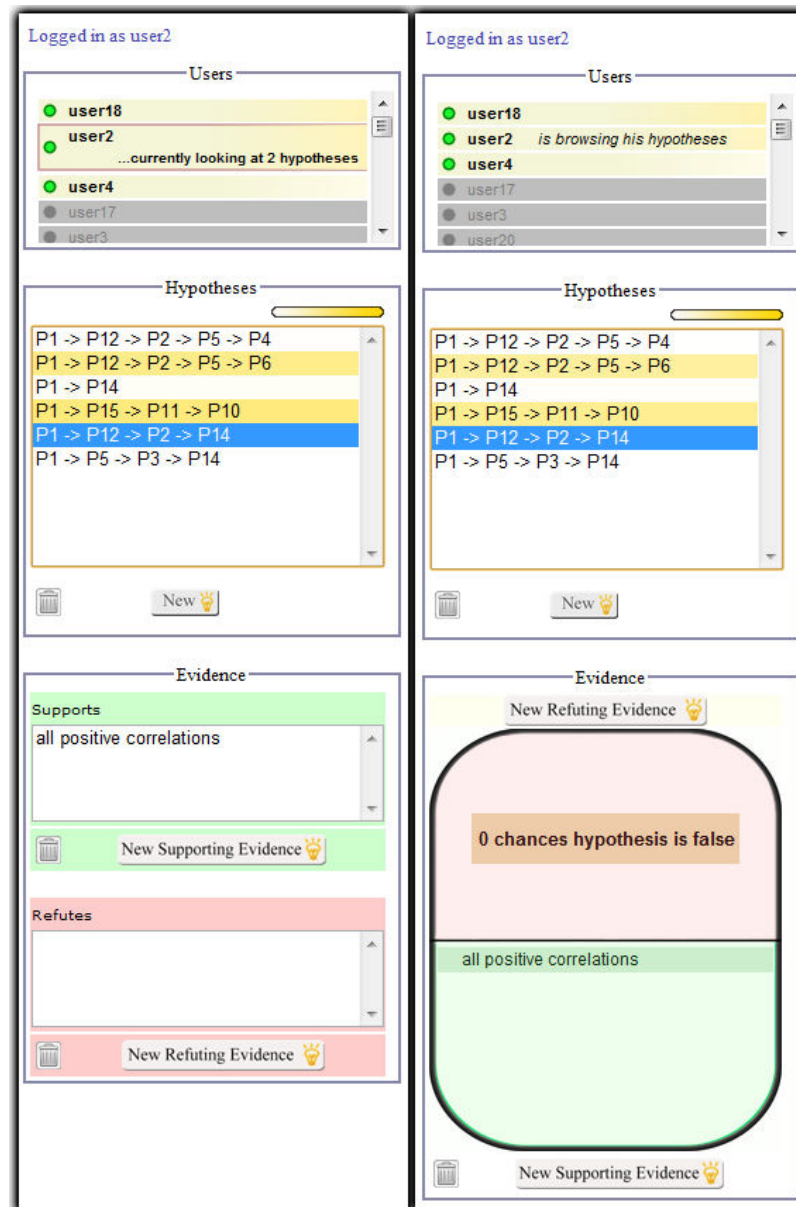 Logged in as user2
Users
user18
user2
...currently looking at 2 hypotheses
user4
user17
user3
Hypotheses
P1 -> P12 -> P2 -> P5 -> P4
P1 -> P12 -> P2 -> P5 -> P6
P1 -> P14
P1 -> P15 -> P11 -> P10
P1 -> P12 -> P2 -> P14
P1 -> P5 -> P3 -> P14
New
Evidence
Supports
all positive correlations
New Supporting Evidence
Refutes
New Refuting Evidence
Logged in as user2
Users
user18
user2 is browsing his hypotheses
user4
user17
user3
user20
Hypotheses
P1 -> P12 -> P2 -> P5 -> P4
P1 -> P12 -> P2 -> P5 -> P6
P1 -> P14
P1 -> P15 -> P11 -> P10
P1 -> P12 -> P2 -> P14
P1 -> P5 -> P3 -> P14
New
Evidence
New Refuting Evidence
0 chances hypothesis is false
all positive correlations
New Supporting Evidence